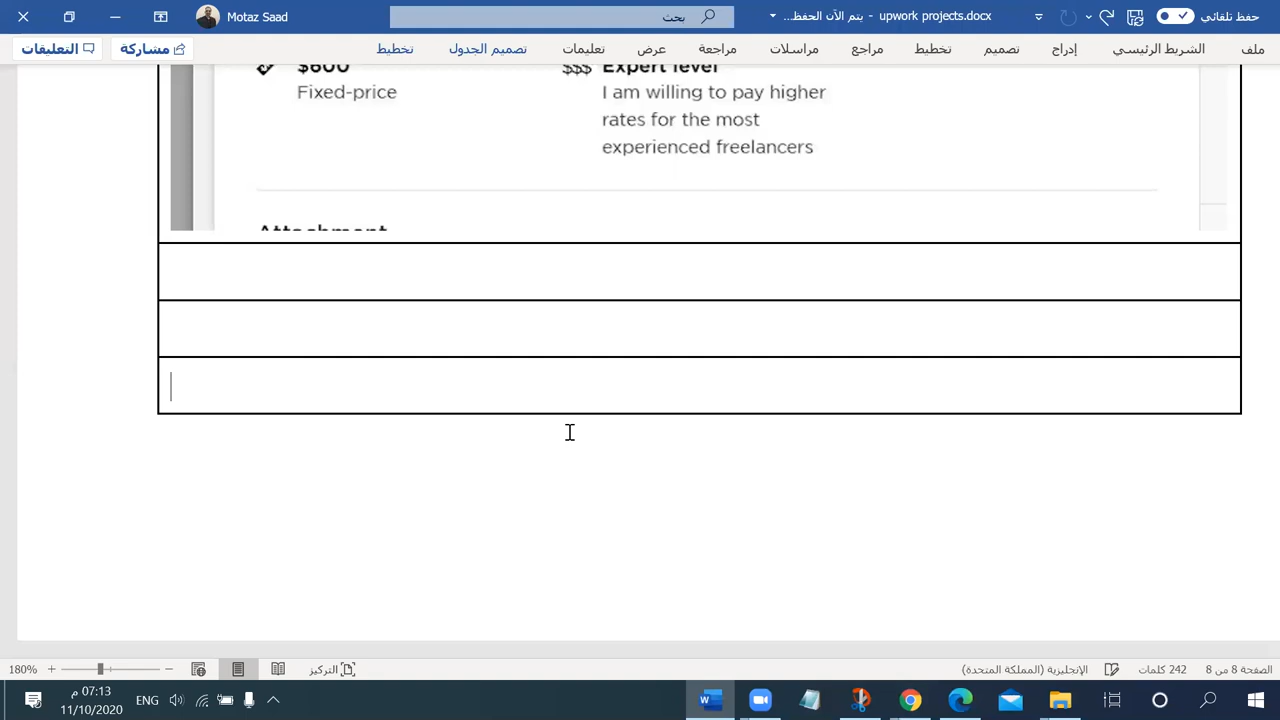 Motaz Saad
بحث
upwork projects.docx - يتم الآن الحفظ...
حفظ تلقائي
ملف
الشريط الرئيسي
إدراج
تصميم
تخطيط
مراجع
مراسلات
مراجعة
عرض
تعليمات
تصميم الجدول
تخطيط
مشاركة
التعليقات
$600
Fixed-price
$$$ Expert level
I am willing to pay higher
rates for the most
experienced freelancers
Attachment
الصفحة 8 من 8
242 كلمات
الإنجليزية (المملكة المتحدة)
التركيز
180%
ENG
07:13 م
11/10/2020